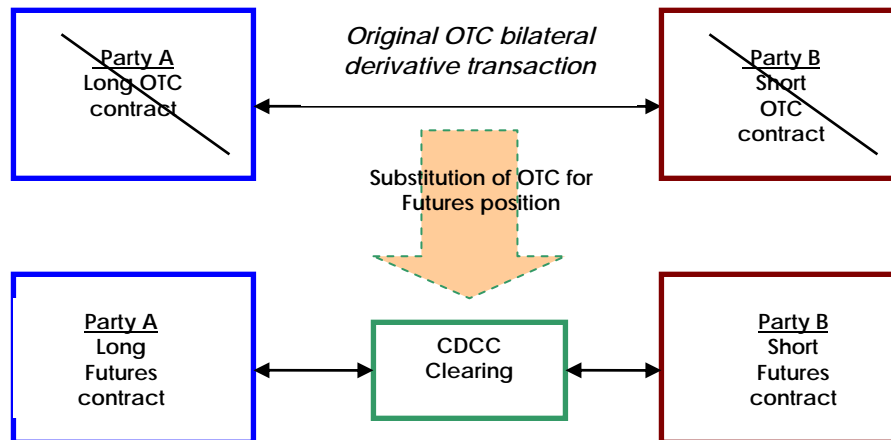 Party A
Long OTC
contract
Original OTC bilateral
derivative transaction
Party B
Short
OTC
contract
Substitution of OTC for
Futures position
Party A
Long
Futures
contract
CDCC
Clearing
Party B
Short
Futures
contract